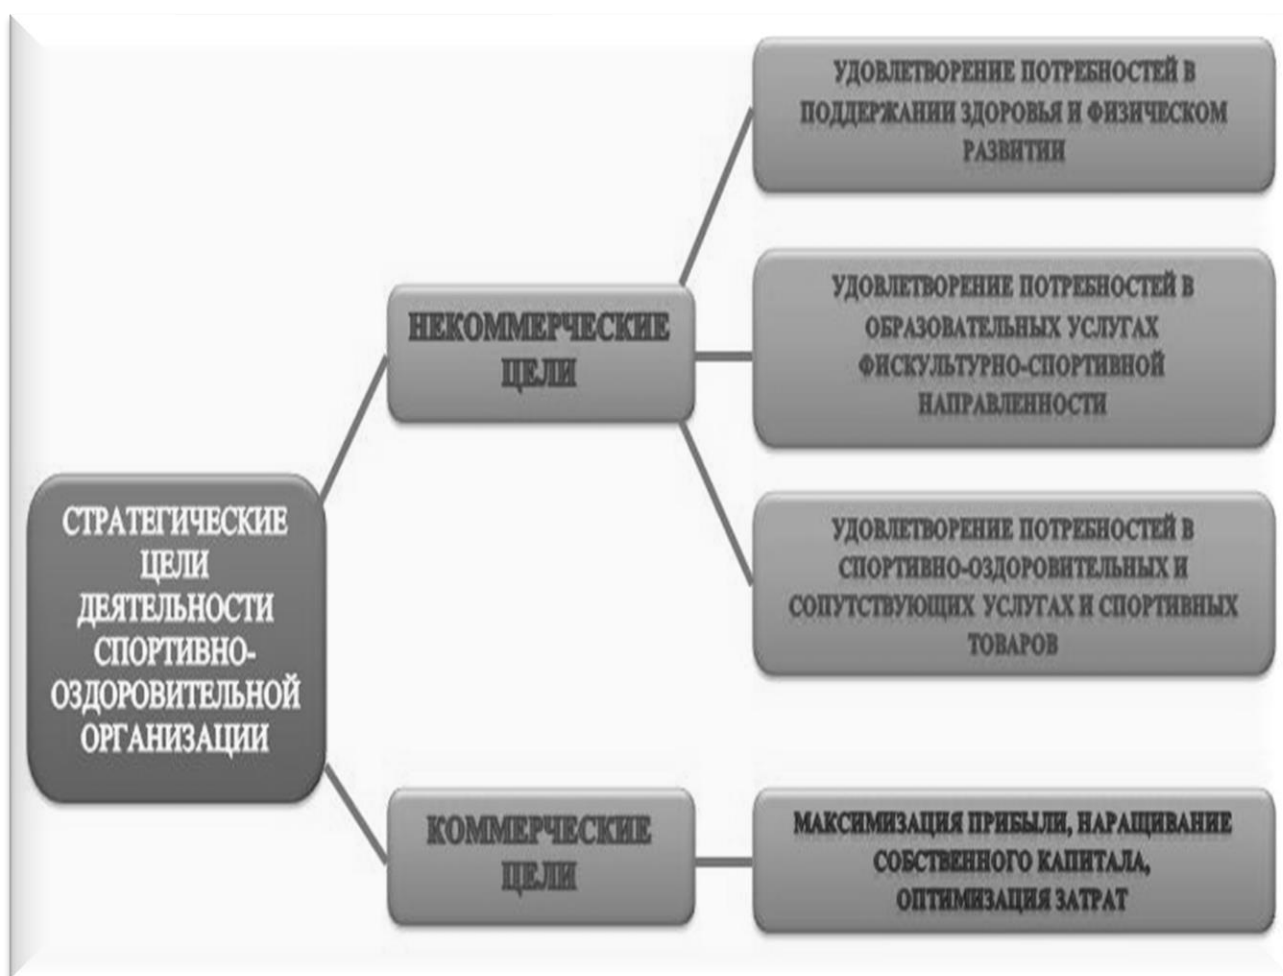 УДОВЛЕТВОРЕНИЕ ПОТРЕБНОСТЕЙ В
ПОДДЕРЖАНИИ ЗДОРОВЬЯ И ФИЗИЧЕСКОМ
РАЗВИТИИ
НЕКОММЕРЧЕСКИЕ
ЦЕЛИ
УДОВЛЕТВОРЕНИЕ ПОТРЕБНОСТЕЙ В
ОБРАЗОВАТЕЛЬНЫХ УСЛУГАХ
ФИСКУЛЬТУРНО-СПОРТИВНОЙ
НАПРАВЛЕННОСТИ
СТРАТЕГИЧЕСКИЕ
ЦЕЛИ
ДЕЯТЕЛЬНОСТИ
СПОРТИВНО-
ОЗДОРОВИТЕЛЬНОЙ
ОРГАНИЗАЦИИ
УДОВЛЕТВОРЕНИЕ ПОТРЕБНОСТЕЙ В
СПОРТИВНО-ОЗДОРОВИТЕЛЬНЫХ И
СОПУТСТВУЮЩИХ УСЛУГАХ И СПОРТИВНЫХ
ТОВАРОВ
КОММЕРЧЕСКИЕ
ЦЕЛИ
МАКСИМИЗАЦИЯ ПРИБЫЛИ, НАРАЩИВАНИЕ
СОБСТВЕННОГО КАПИТАЛА,
ОПТИМИЗАЦИЯ ЗАТРАТ